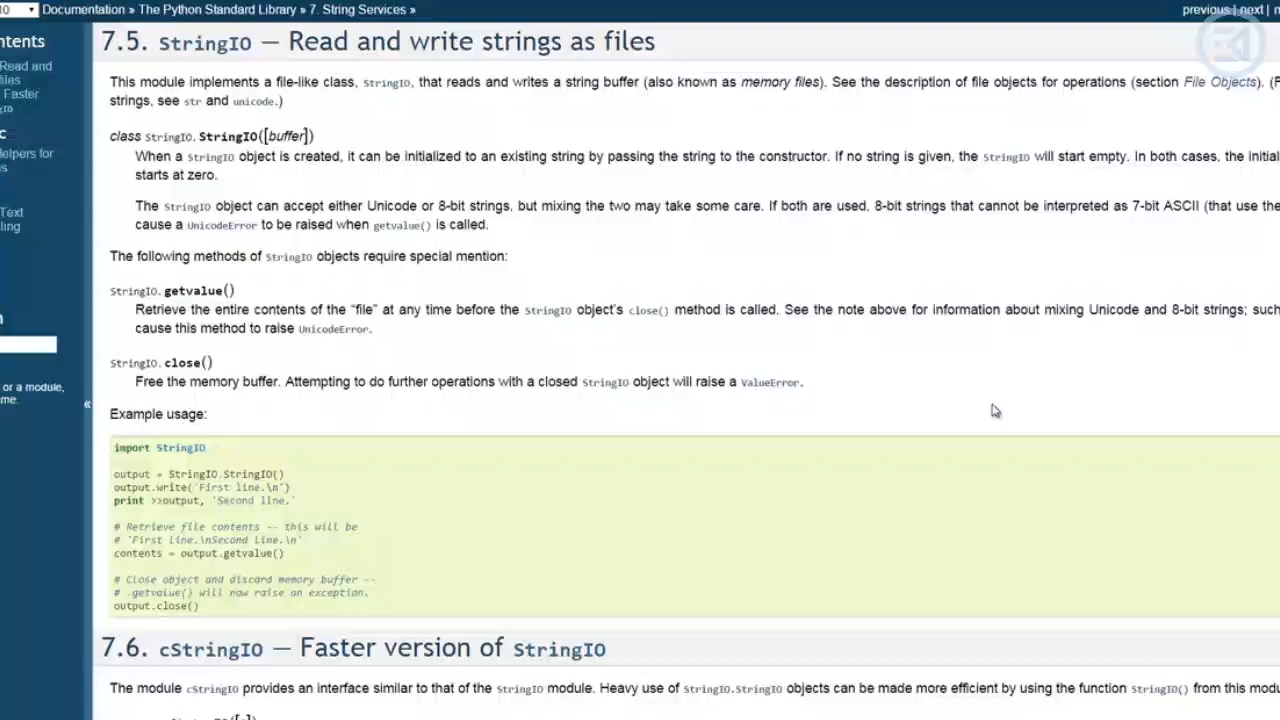 10 Documentation » The Python Standard Library » 7. String Services » previous | next |
ntents
Read and
files
Faster
IO
c
elpers for
s
Text
ling
n
or a module,
me.
«
7.5. StringIO — Read and write strings as files
This module implements a file-like class, StringIO, that reads and writes a string buffer (also known as memory files). See the description of file objects for operations (section File Objects). (F
strings, see str and unicode.)
class StringIO.StringIO([buffer])
When a StringIO object is created, it can be initialized to an existing string by passing the string to the constructor. If no string is given, the StringIO will start empty. In both cases, the initia
starts at zero.
The StringIO object can accept either Unicode or 8-bit strings, but mixing the two may take some care. If both are used, 8-bit strings that cannot be interpreted as 7-bit ASCII (that use the
cause a UnicodeError to be raised when getvalue() is called.
The following methods of StringIO objects require special mention:
StringIO.getvalue()
Retrieve the entire contents of the “file” at any time before the StringIO object’s close() method is called. See the note above for information about mixing Unicode and 8-bit strings; such
cause this method to raise UnicodeError.
StringIO.close()
Free the memory buffer. Attempting to do further operations with a closed StringIO object will raise a ValueError.
Example usage:
import StringIO
output = StringIO.StringIO()
output.write('First line.\n')
print >>output, 'Second line.'
# Retrieve file contents -- this will be
# 'First line.\nSecond line.\n'
contents = output.getvalue()
# Close object and discard memory buffer --
# .getvalue() will now raise an exception.
output.close()
7.6. cStringIO — Faster version of StringIO
The module cStringIO provides an interface similar to that of the StringIO module. Heavy use of StringIO.StringIO objects can be made more efficient by using the function StringIO() from this modu